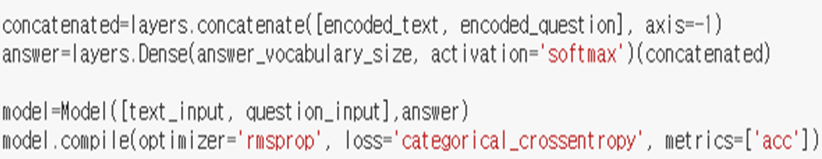 concatenated=layers.concatenate([encoded_text, encoded_question], axis=-1)
answer=layers.Dense(answer_vocabulary_size, activation='softmax')(concatenated)
model=Model([text_input, question_input],answer)
model.compile(optimizer='rmsprop', loss='categorical_crossentropy', metrics=['acc'])